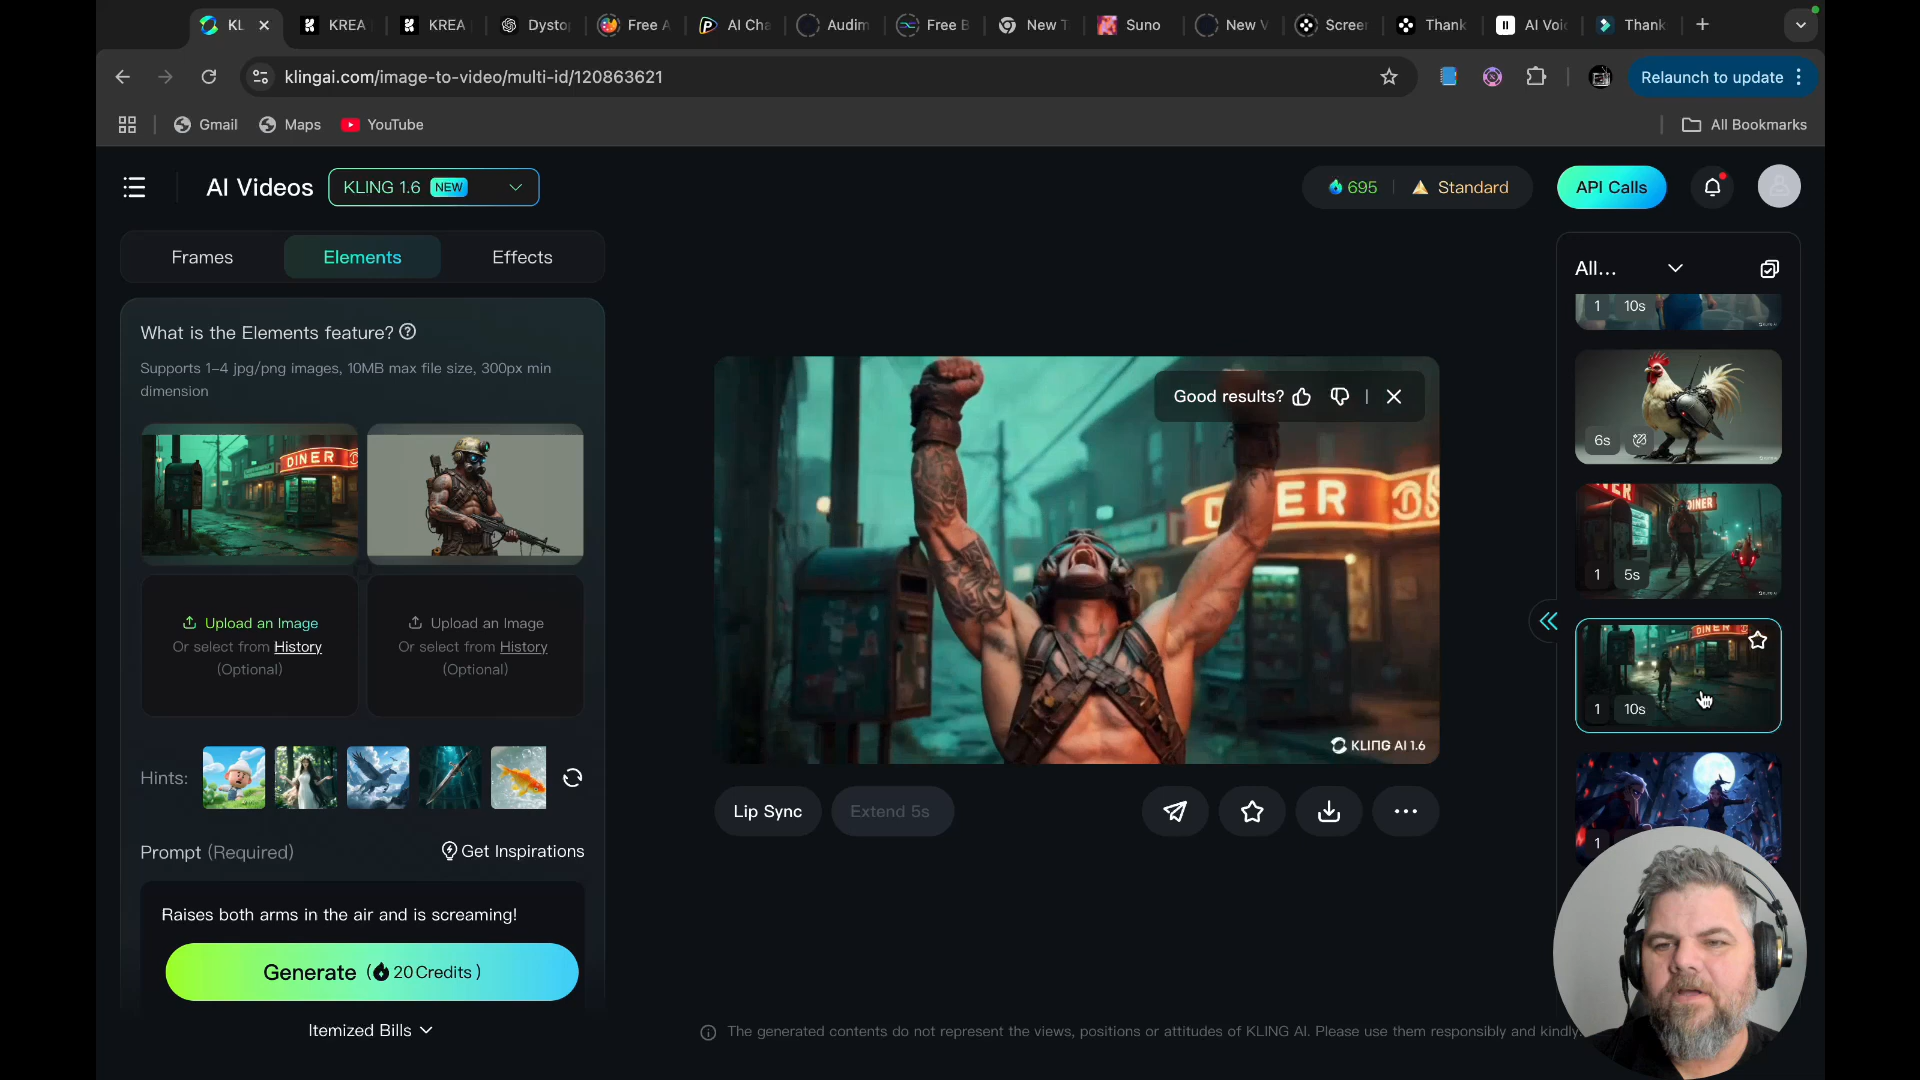 KL
KREA
KREA
Dysto
Free A
AI Cha
Audim
Free B
New T
Suno
New V
Screen
Thank
AI Voi
Thank
klingai.com/image-to-video/multi-id/120863621
Relaunch to update
Gmail
Maps
YouTube
All Bookmarks
AI Videos
KLING 1.6 NEW
695
Standard
API Calls
Frames
Elements
Effects
All...
What is the Elements feature?
Supports 1–4 jpg/png images, 10MB max file size, 300px min
dimension
1 10s
Good results?
DINER
DINER
6s
DINER
1 5s
Upload an Image
Or select from History
(Optional)
Upload an Image
Or select from History
(Optional)
DINER
1 10s
KLING AI 1.6
Hints:
Lip Sync
Extend 5s
1
Prompt (Required)
Get Inspirations
Raises both arms in the air and is screaming!
Generate ( 20 Credits )
Itemized Bills
The generated contents do not represent the views, positions or attitudes of KLING AI. Please use them responsibly and kindly.